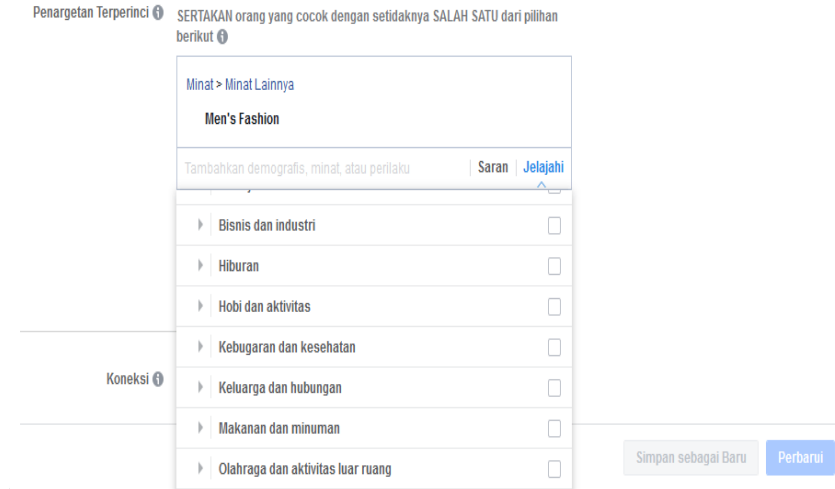 Penargetan Terperinci
SERTAKAN orang yang cocok dengan setidaknya SALAH SATU dari pilihan
berikut
Minat > Minat Lainnya
Men's Fashion
Tambahkan demografis, minat, atau perilaku
Saran
Jelajahi
Bisnis dan industri
Hiburan
Hobi dan aktivitas
Kebugaran dan kesehatan
Keluarga dan hubungan
Makanan dan minuman
Olahraga dan aktivitas luar ruang
Koneksi
Simpan sebagai Baru
Perbarui